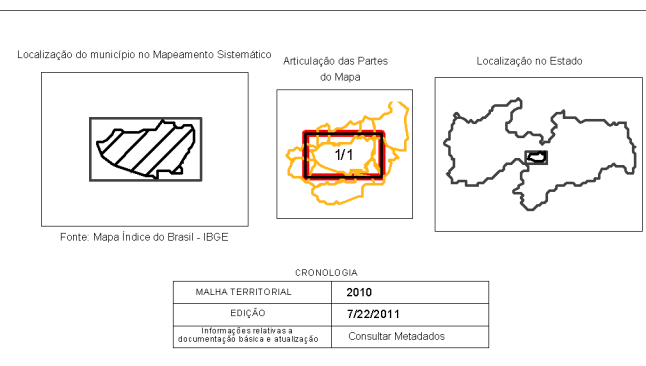 Localização do município no Mapeamento Sistemático
Articulação das Partes
do Mapa
Localização no Estado
1/1
Fonte: Mapa Índice do Brasil - IBGE
CRONOLOGIA
MALHA TERRITORIAL 2010
EDIÇÃO 7/22/2011
Informações relativas a
documentação básica e atualização Consultar Metadados